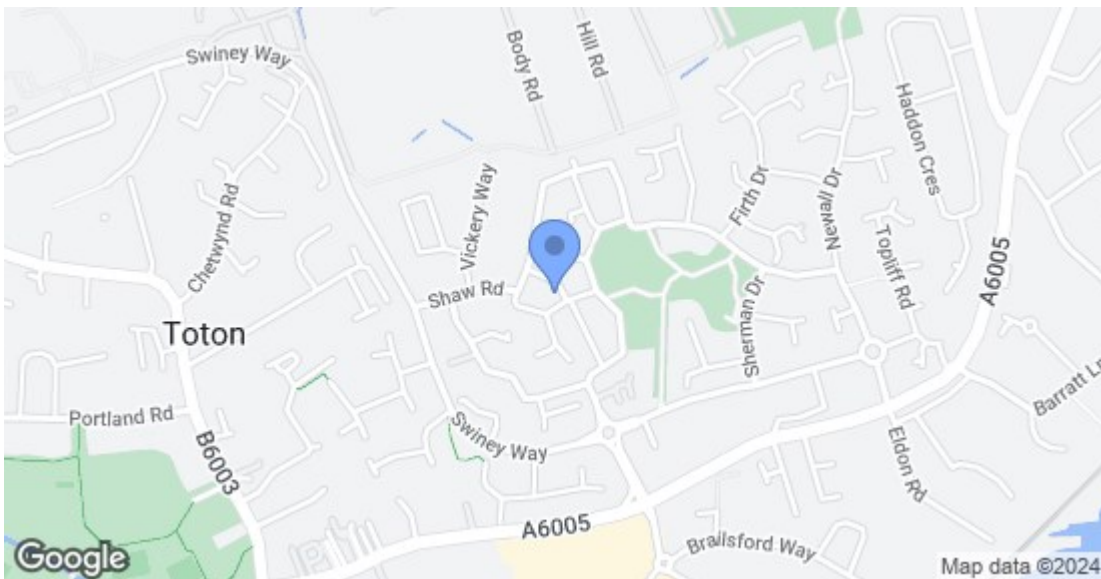 Swiney Way
Body Rd
Hill Rd
Haddon Cres
Chetwynd Rd
Vickery Way
Firth Dr
Newall Dr
Topliff Rd
A6005
Shaw Rd
Sherman Dr
Toton
Portland Rd
B6003
Swiney Way
Barratt Ln
Eldon Rd
A6005
Brailsford Way
Google
Map data ©2024